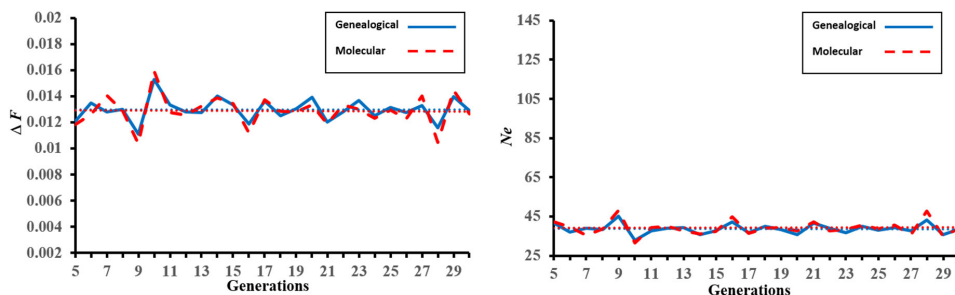 0.02
0.018
0.016
0.014
0.012
0.01
0.008
0.006
0.004
0.002
Δ F
5 7 9 11 13 15 17 19 21 23 25 27 29
Generations
Genealogical
Molecular
145
125
105
85
65
45
25
Ne
5 7 9 11 13 15 17 19 21 23 25 27 29
Generations
Genealogical
Molecular